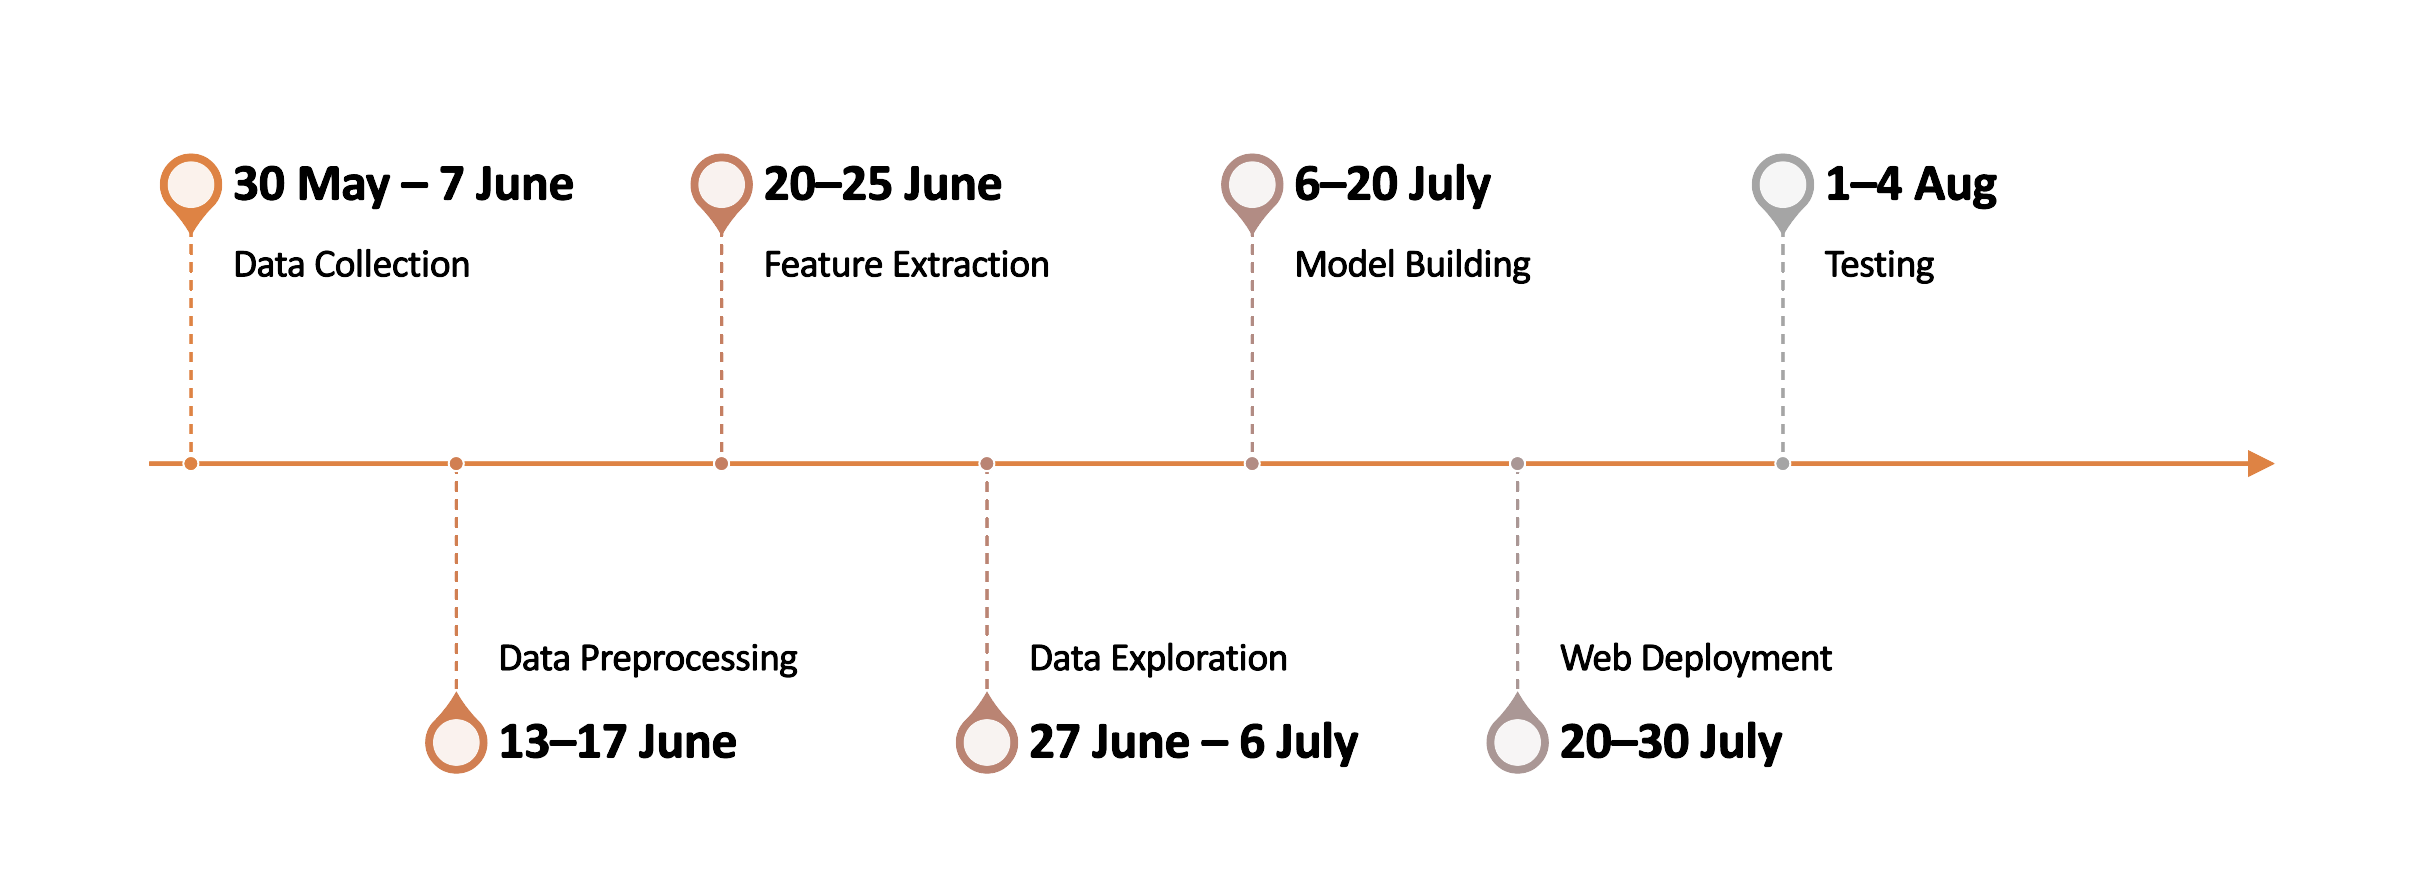 30 May – 7 June
Data Collection
20–25 June
Feature Extraction
6–20 July
Model Building
1–4 Aug
Testing
Data Preprocessing
13–17 June
Data Exploration
27 June – 6 July
Web Deployment
20–30 July